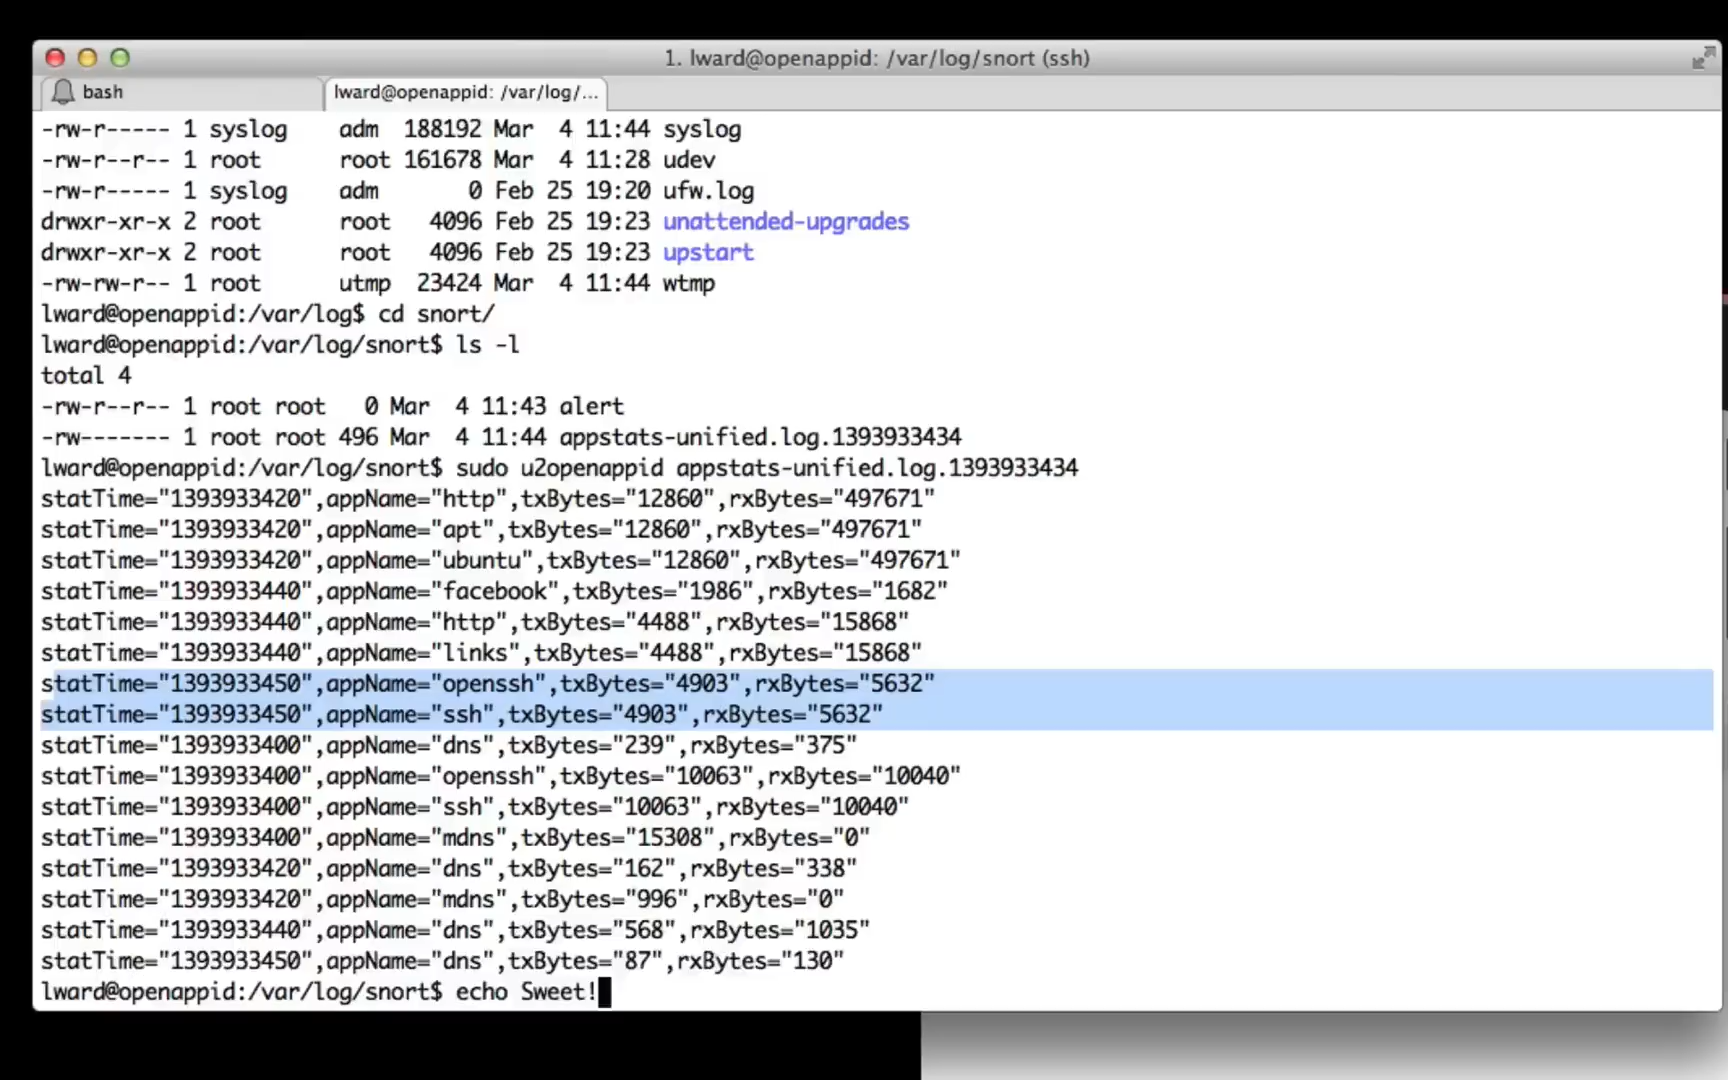 1. lward@openappid: /var/log/snort (ssh)
bash
lward@openappid: /var/log/...
-rw-r----- 1 syslog    adm  188192 Mar  4 11:44 syslog
-rw-r--r-- 1 root      root 161678 Mar  4 11:28 udev
-rw-r----- 1 syslog    adm       0 Feb 25 19:20 ufw.log
drwxr-xr-x 2 root      root   4096 Feb 25 19:23 unattended-upgrades
drwxr-xr-x 2 root      root   4096 Feb 25 19:23 upstart
-rw-rw-r-- 1 root      utmp  23424 Mar  4 11:44 wtmp
lward@openappid:/var/log$ cd snort/
lward@openappid:/var/log/snort$ ls -l
total 4
-rw-r--r-- 1 root root   0 Mar  4 11:43 alert
-rw------- 1 root root 496 Mar  4 11:44 appstats-unified.log.1393933434
lward@openappid:/var/log/snort$ sudo u2openappid appstats-unified.log.1393933434
statTime="1393933420",appName="http",txBytes="12860",rxBytes="497671"
statTime="1393933420",appName="apt",txBytes="12860",rxBytes="497671"
statTime="1393933420",appName="ubuntu",txBytes="12860",rxBytes="497671"
statTime="1393933440",appName="facebook",txBytes="1986",rxBytes="1682"
statTime="1393933440",appName="http",txBytes="4488",rxBytes="15868"
statTime="1393933440",appName="links",txBytes="4488",rxBytes="15868"
statTime="1393933450",appName="openssh",txBytes="4903",rxBytes="5632"
statTime="1393933450",appName="ssh",txBytes="4903",rxBytes="5632"
statTime="1393933400",appName="dns",txBytes="239",rxBytes="375"
statTime="1393933400",appName="openssh",txBytes="10063",rxBytes="10040"
statTime="1393933400",appName="ssh",txBytes="10063",rxBytes="10040"
statTime="1393933400",appName="mdns",txBytes="15308",rxBytes="0"
statTime="1393933420",appName="dns",txBytes="162",rxBytes="338"
statTime="1393933420",appName="mdns",txBytes="996",rxBytes="0"
statTime="1393933440",appName="dns",txBytes="568",rxBytes="1035"
statTime="1393933450",appName="dns",txBytes="87",rxBytes="130"
lward@openappid:/var/log/snort$ echo Sweet!